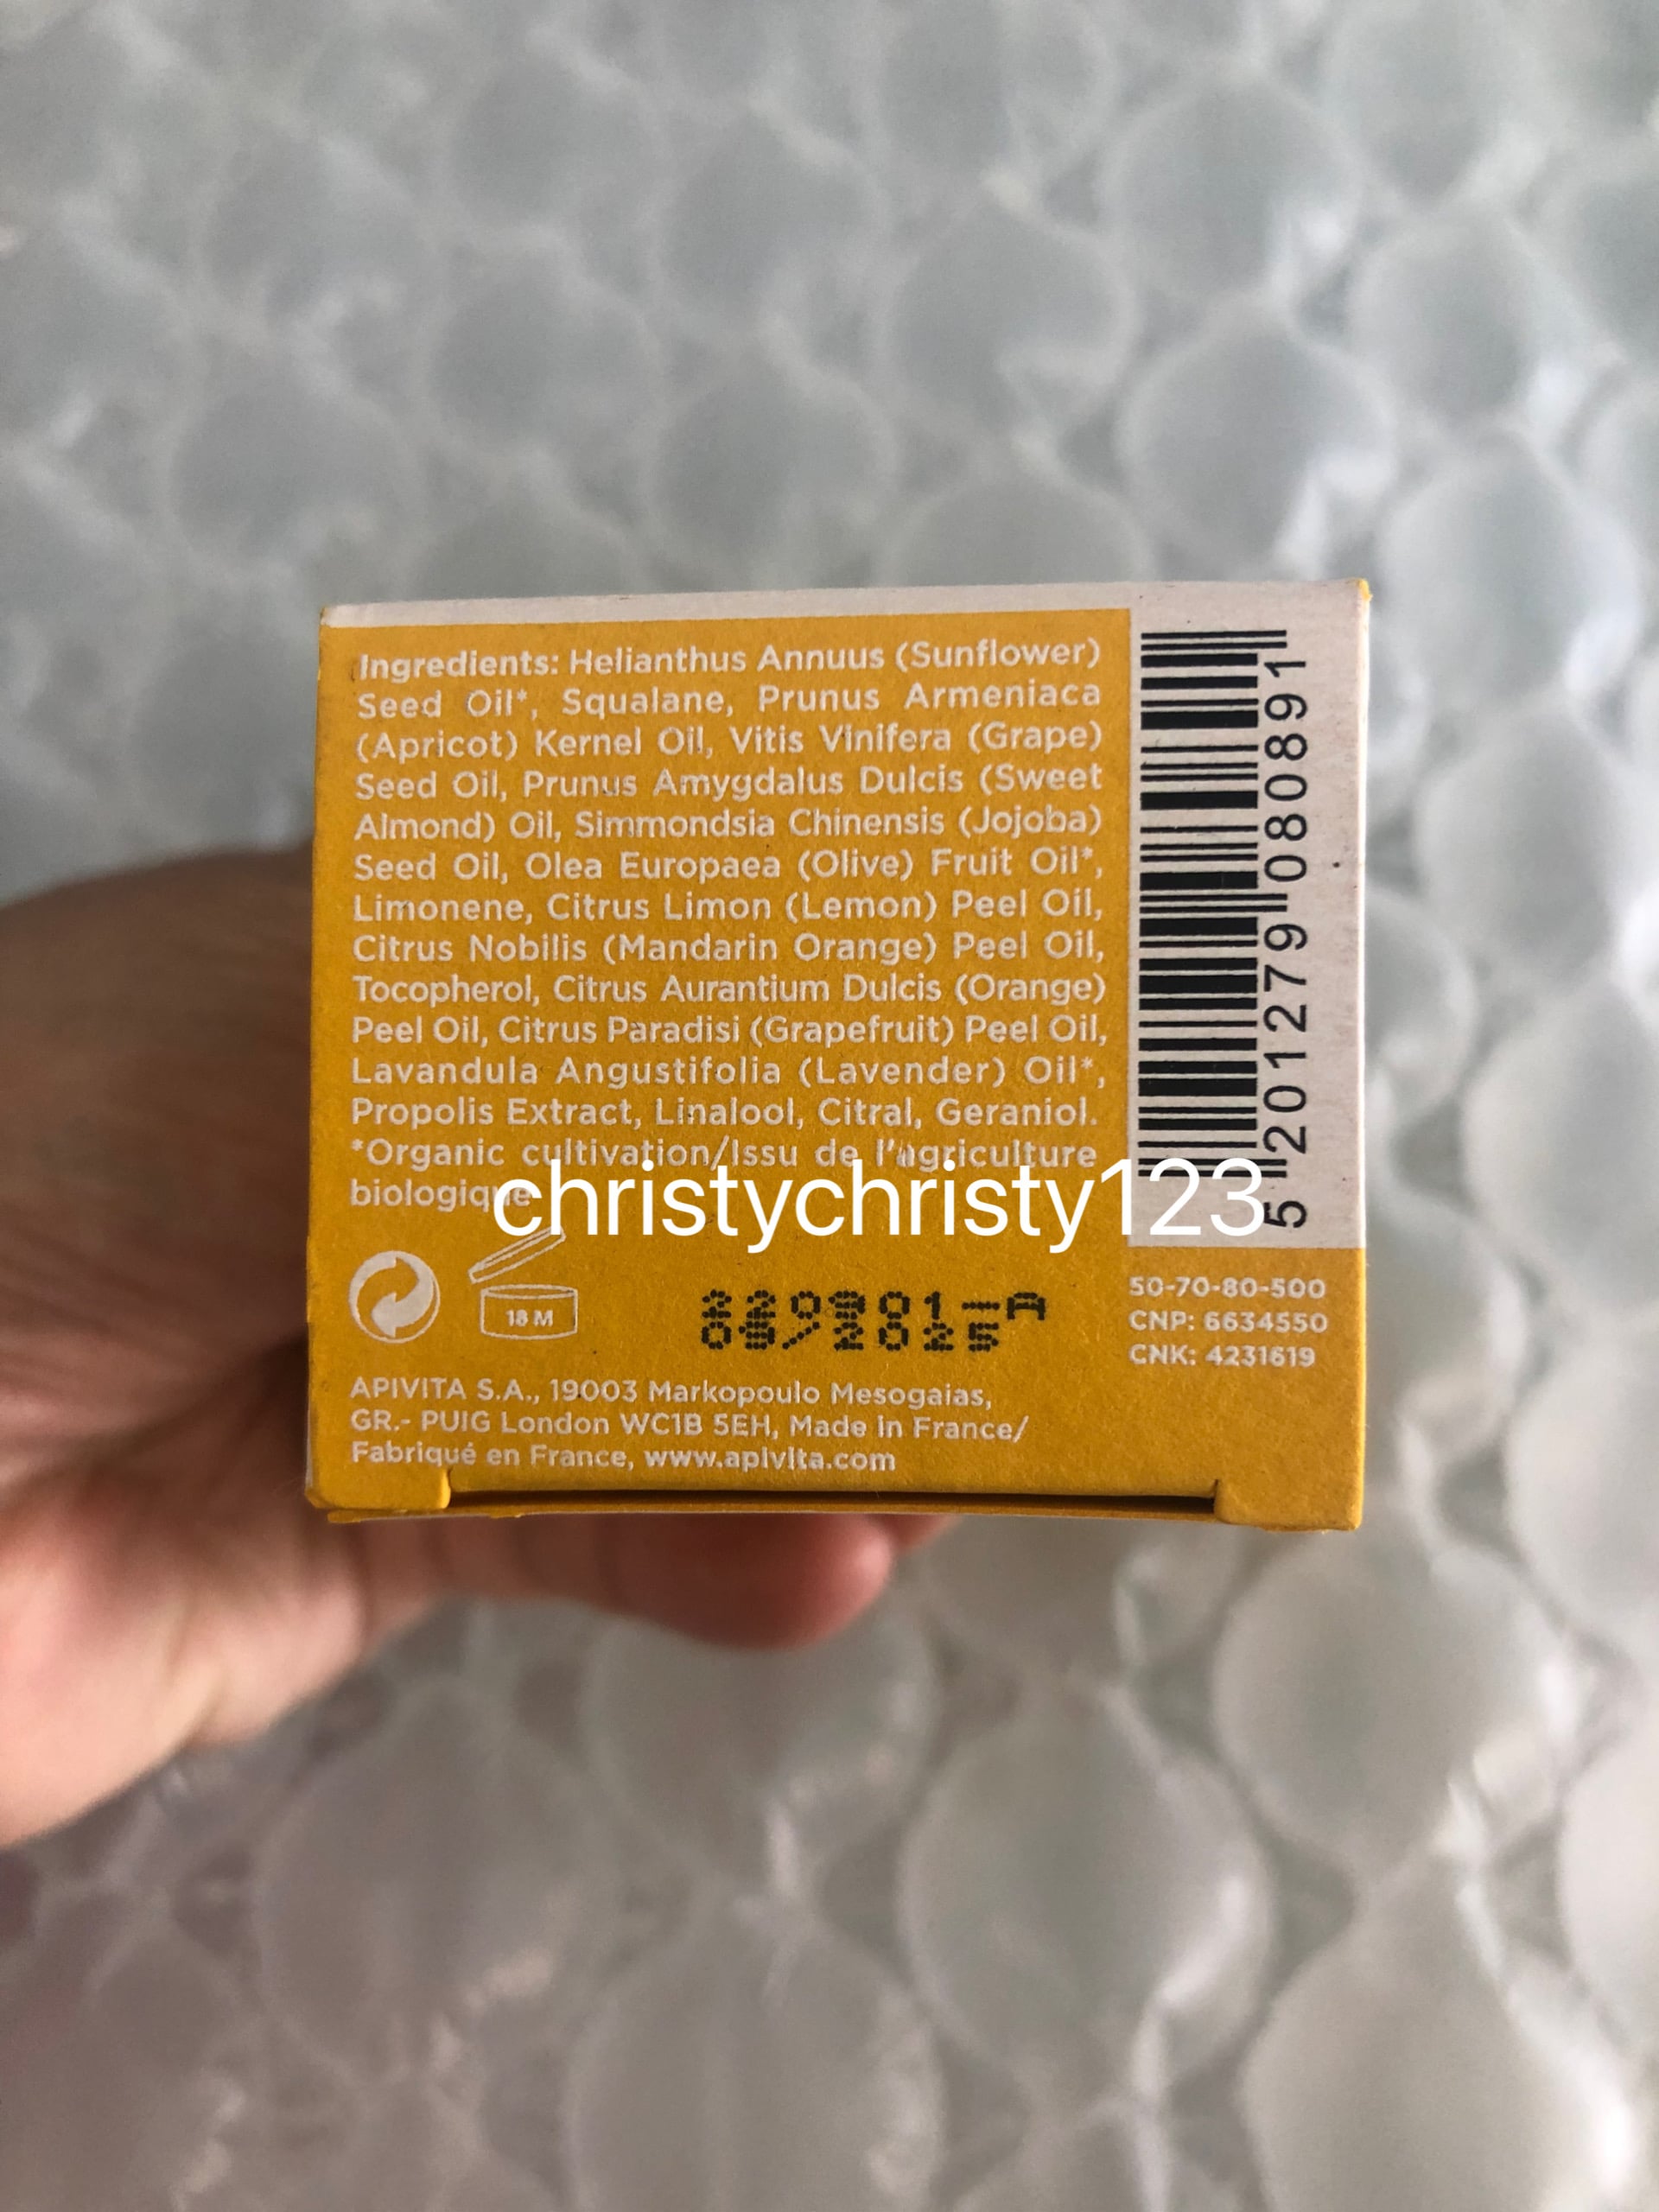 Ingredients: Helianthus Annuus (Sunflower)
Seed Oil*, Squalane, Prunus Armeniaca
(Apricot) Kernel Oil, Vitis Vinifera (Grape)
Seed Oil, Prunus Amygdalus Dulcis (Sweet
Almond) Oil, Simmondsia Chinensis (Jojoba)
Seed Oil, Olea Europaea (Olive) Fruit Oil*,
Limonene, Citrus Limon (Lemon) Peel Oil,
Citrus Nobilis (Mandarin Orange) Peel Oil,
Tocopherol, Citrus Aurantium Dulcis (Orange)
Peel Oil, Citrus Paradisi (Grapefruit) Peel Oil,
Lavandula Angustifolia (Lavender) Oil*,
Propolis Extract, Linalool, Citral, Geraniol.
*Organic cultivation/Issu de l'agriculture
biologique
christychristy123
5 201279 080891
18 M
50-70-80-500
CNP: 6634550
CNK: 4231619
APIVITA S.A., 19003 Markopoulo Mesogaias,
GR.- PUIG London WC1B 5EH, Made in France/
Fabriqué en France, www.apivita.com